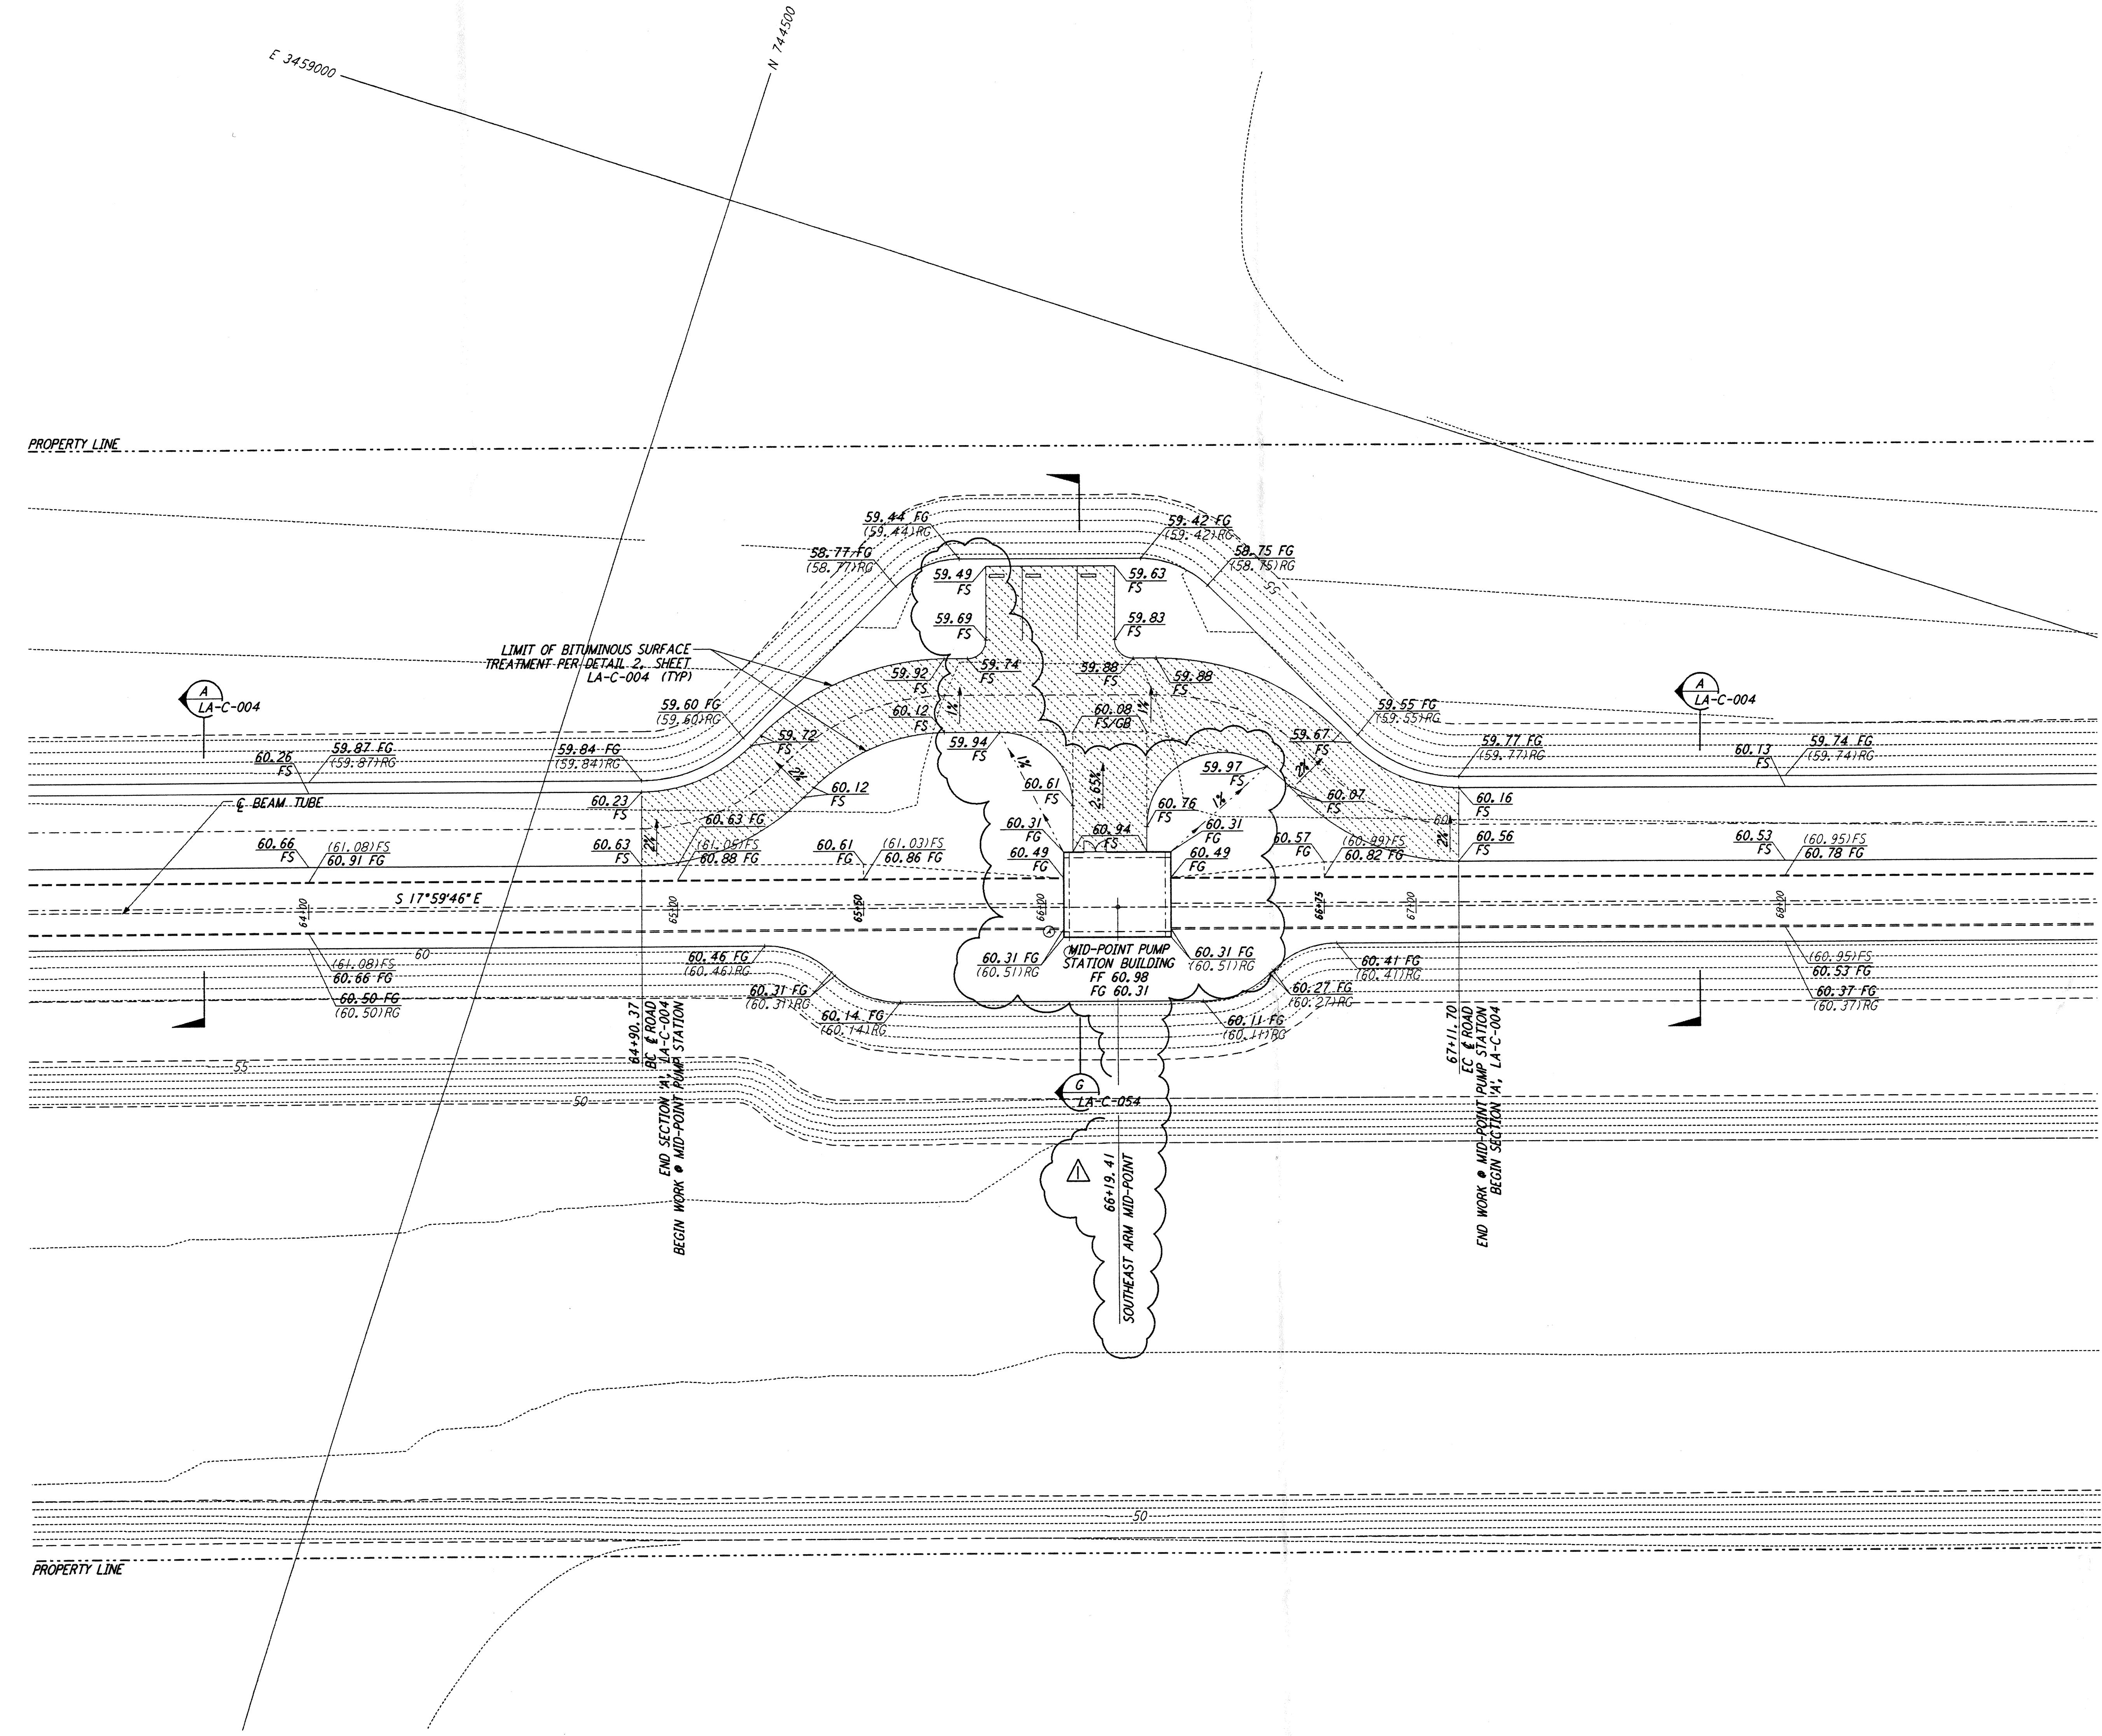 E 3459000
N 744500
PROPERTY LINE
59.44 FG
(59.44)RG
59.42 FG
(59.42)RG
58.77 FG
(58.77)RG
58.75 FG
(58.75)RG
59.49
FS
59.63
FS
55
59.69
FS
59.83
FS
LIMIT OF BITUMINOUS SURFACE
TREATMENT PER DETAIL 2, SHEET
LA-C-004 (TYP)
59.92
FS
59.74
FS
59.88
FS
59.88
FS
A
LA-C-004
A
LA-C-004
59.60 FG
(59.60)RG
60.12
FS
1%
60.08
FS/GB
1%
59.55 FG
(59.55)RG
59.72
FS
59.94
FS
59.67
FS
60.26
FS
59.87 FG
(59.87)RG
59.84 FG
(59.84)RG
2%
1%
2.65%
59.97
FS
2%
59.77 FG
(59.77)RG
60.13
FS
59.74 FG
(59.74)RG
℄ BEAM TUBE
60.23
FS
60.12
FS
60.61
FS
60.76
FS
1%
60.07
FS
60.16
FS
60.63 FG
60.31
FG
60.94
FS
60.31
FG
60
60.66
FS
(61.08)FS
60.91 FG
60.63
FS
2%
(61.05)FS
60.88 FG
60.61
FG
(61.03)FS
60.86 FG
60.49
FG
60.49
FG
60.57
FG
(60.99)FS
60.82 FG
2%
60.56
FS
60.53
FS
(60.95)FS
60.78 FG
S 17°59'46" E
64+00
65+00
65+50
66+00
66+75
67+00
68+00
60
(61.08)FS
60.66 FG
60.50 FG
(60.50)RG
60.46 FG
(60.46)RG
60.31 FG
(60.31)RG
60.14 FG
(60.14)RG
60.31 FG
(60.51)RG
MID-POINT PUMP
STATION BUILDING
FF 60.98
FG 60.31
60.31 FG
(60.51)RG
60.41 FG
(60.41)RG
60.27 FG
(60.27)RG
60.11 FG
(60.11)RG
(60.95)FS
60.53 FG
60.37 FG
(60.37)RG
55
50
64+90.37
BC ℄ ROAD
END SECTION 'A', LA-C-004
BEGIN WORK @ MID-POINT PUMP STATION
G
LA-C-054
1
66+19.41
SOUTHEAST ARM MID-POINT
67+11.70
EC ℄ ROAD
END WORK @ MID-POINT PUMP STATION
BEGIN SECTION 'A', LA-C-004
50
PROPERTY LINE